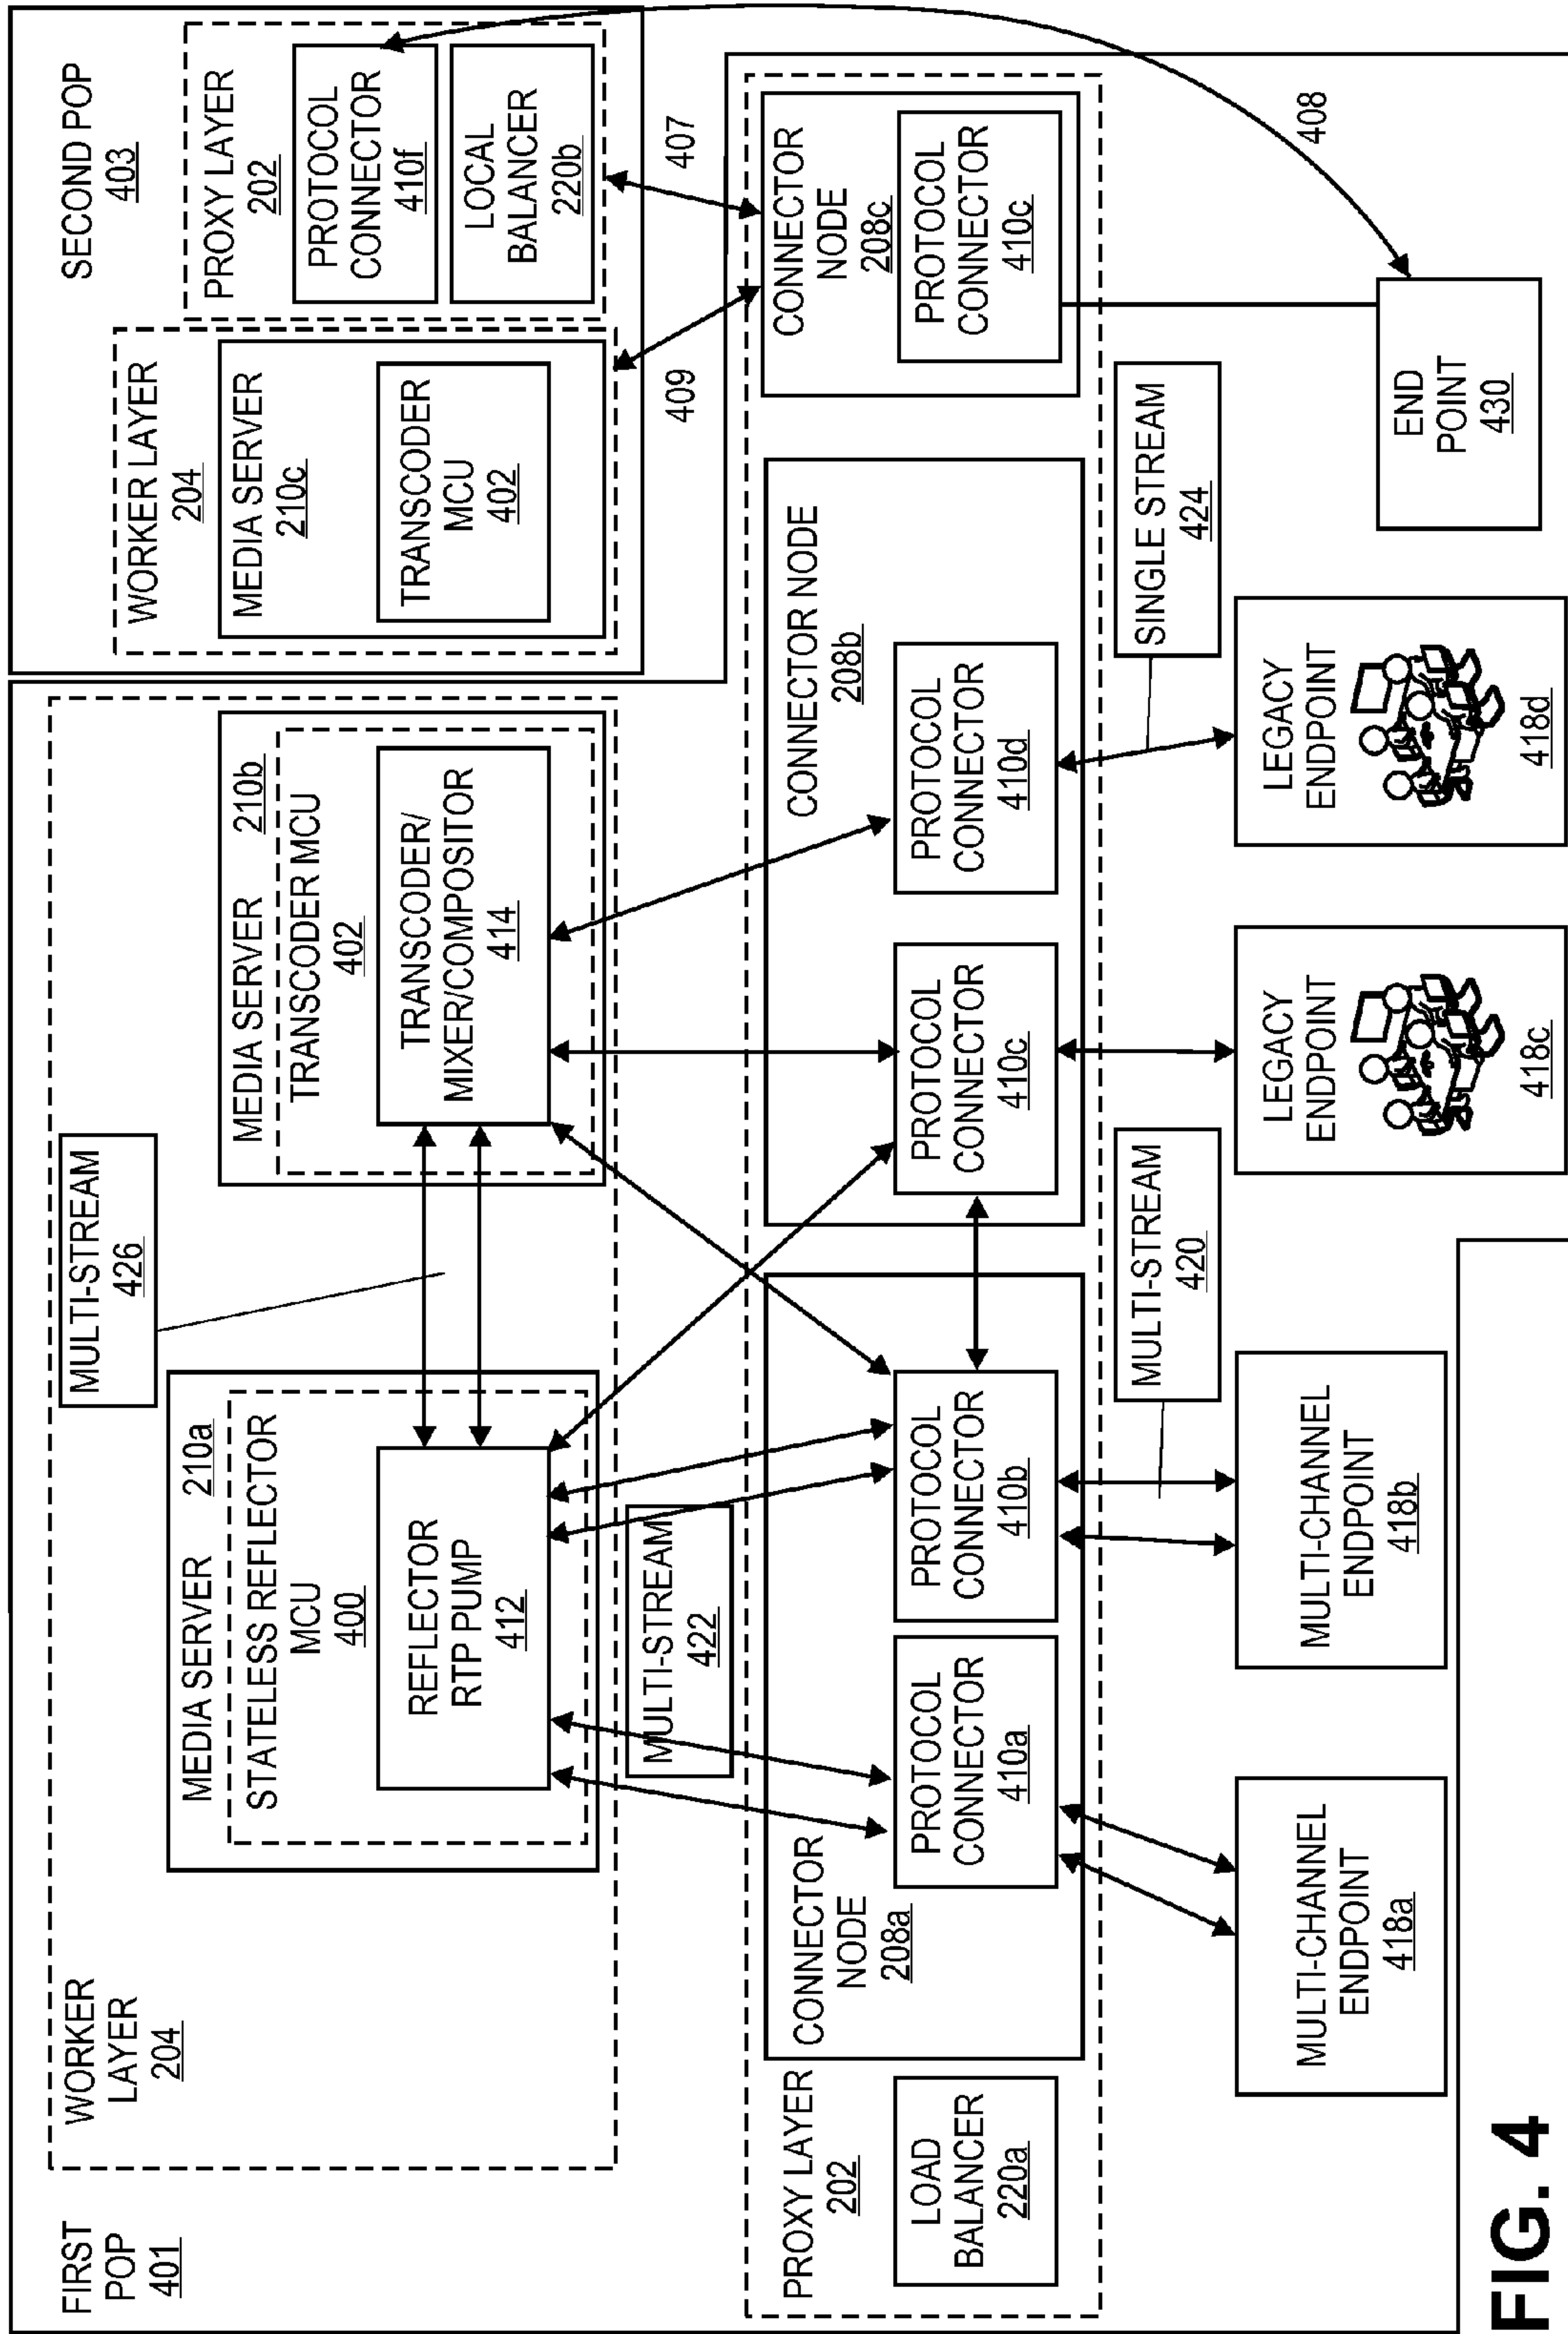 FIRST
POP
401
WORKER
LAYER
204
MULTI-STREAM
426
MEDIA SERVER 210a
STATELESS REFLECTOR
MCU
400
REFLECTOR
RTP PUMP
412
MEDIA SERVER 210b
TRANSCODER MCU
402
TRANSCODER/
MIXER/COMPOSITOR
414
SECOND POP
403
WORKER LAYER
204
MEDIA SERVER
210c
TRANSCODER
MCU
402
PROXY LAYER
202
PROTOCOL
CONNECTOR
410f
LOCAL
BALANCER
220b
MULTI-STREAM
422
409
407
PROXY LAYER
202
LOAD
BALANCER
220a
CONNECTOR
NODE
208a
PROTOCOL
CONNECTOR
410a
PROTOCOL
CONNECTOR
410b
CONNECTOR NODE
208b
PROTOCOL
CONNECTOR
410c
PROTOCOL
CONNECTOR
410d
CONNECTOR
NODE
208c
PROTOCOL
CONNECTOR
410c
MULTI-STREAM
420
SINGLE STREAM
424
408
MULTI-CHANNEL
ENDPOINT
418a
MULTI-CHANNEL
ENDPOINT
418b
LEGACY
ENDPOINT
418c
LEGACY
ENDPOINT
418d
END
POINT
430
FIG. 4